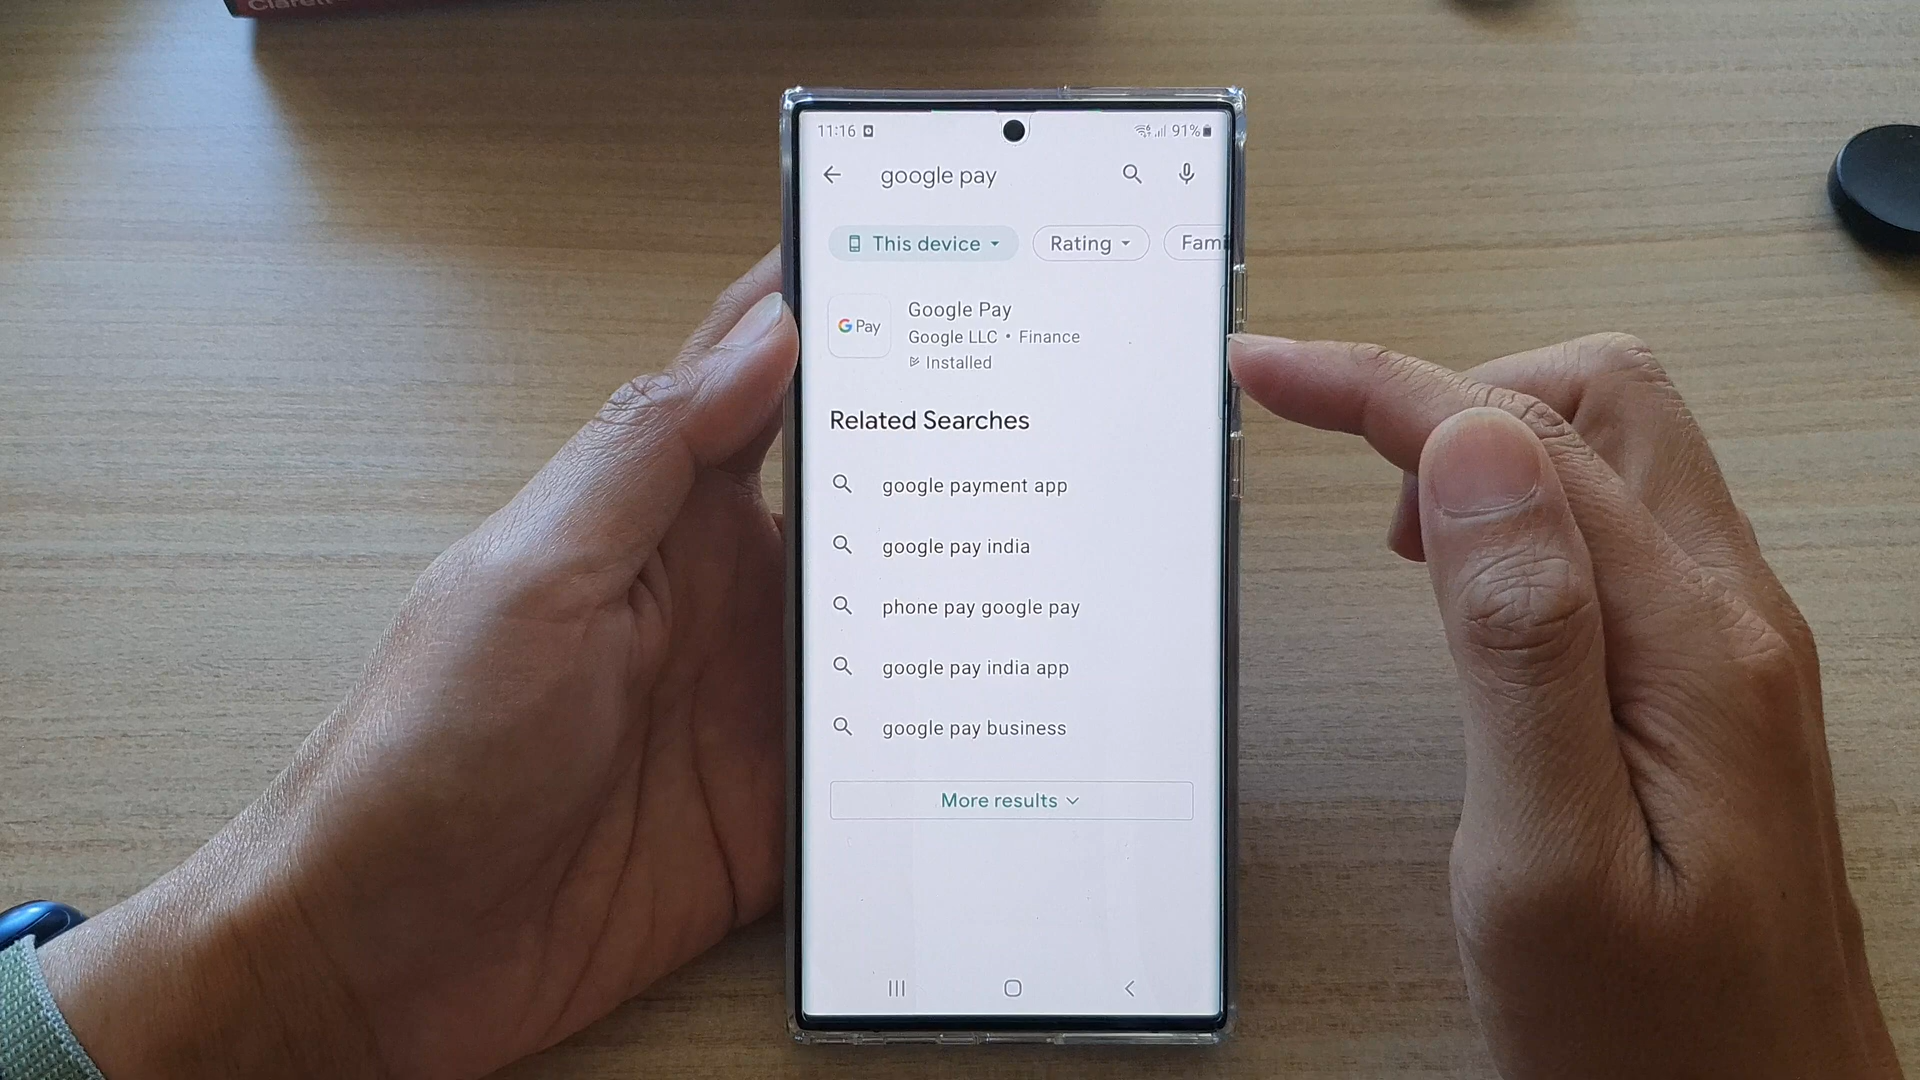 11:16 91%
google pay
This device Rating Fami
Google Pay
G Pay
Google LLC • Finance
Installed
Related Searches
google payment app
google pay india
phone pay google pay
google pay india app
google pay business
More results